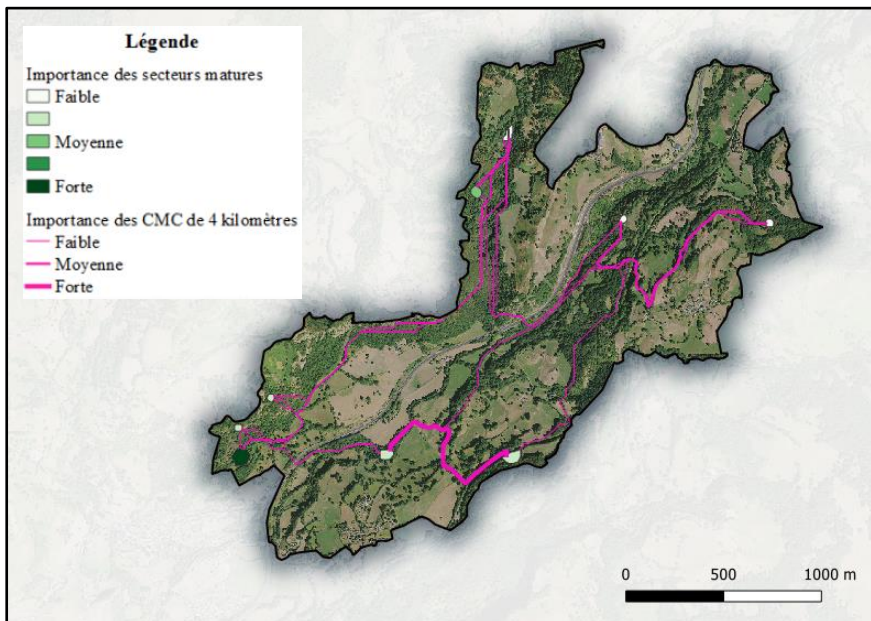 Légende
Importance des secteurs matures
Faible
Moyenne
Forte
Importance des CMC de 4 kilomètres
Faible
Moyenne
Forte
0 500 1000 m